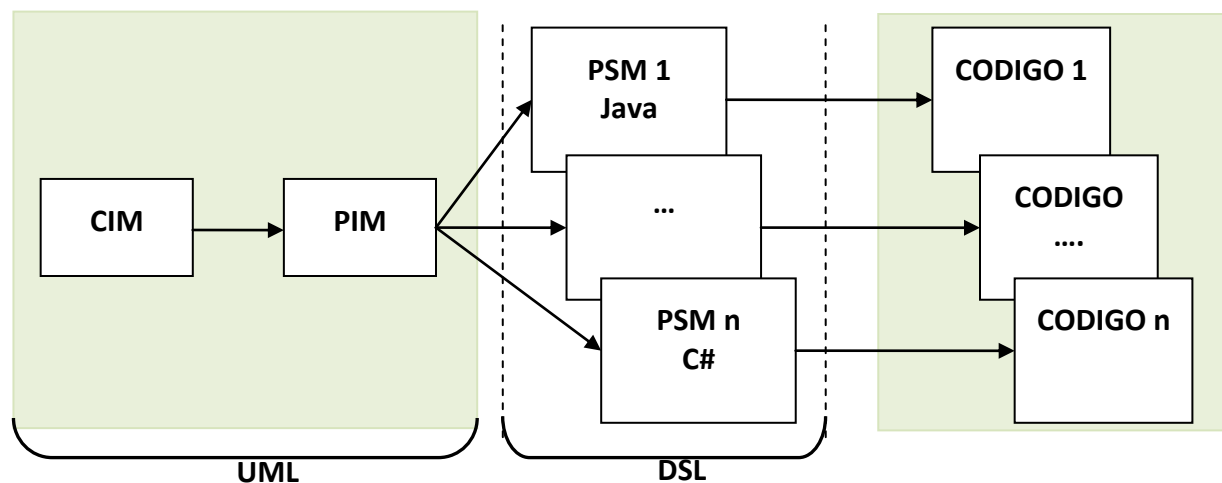 CIM
PIM
PSM 1
Java
…
PSM n
C#
CODIGO 1
CODIGO
….
CODIGO n
UML
DSL